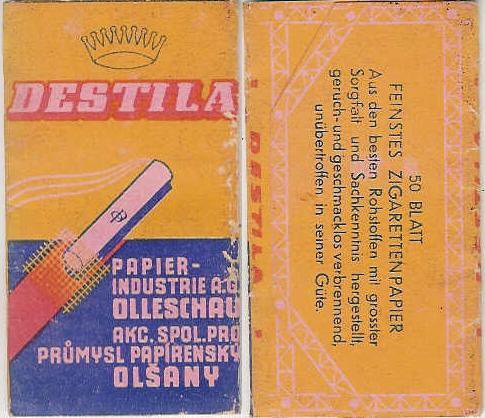 DESTILA
PAPIER-
INDUSTRIE A.G.
OLLESCHAU
AKC. SPOL. PRO
PRŮMYSL PAPÍRENSKÝ
OLŠANY
DESTILA
50 BLATT
FEINSTES ZIGARETTENPAPIER
Aus den besten Rohstoffen mit grösster
Sorgfalt und Sachkenntnis hergestellt,
geruch- und geschmacklos verbrennend,
unübertroffen in seiner Güte.